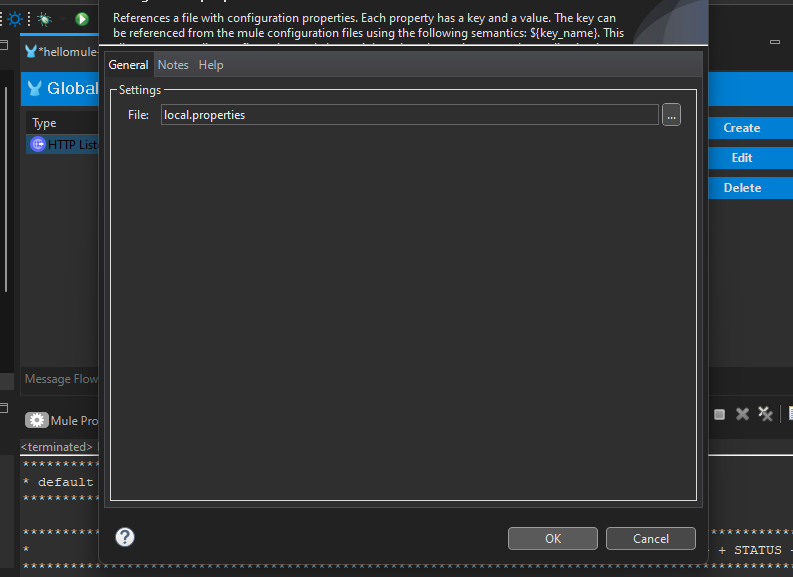 References a file with configuration properties. Each property has a key and a value. The key can
be referenced from the mule configuration files using the following semantics: ${key_name}. This
*hellomule-
General
Notes
Help
Global
Settings
Type
File:
local.properties
...
HTTP List
Create
Edit
Delete
Message Flow
Mule Pro
<terminated>
************
* default
************
************
*
+ STATUS
************
?
OK
Cancel